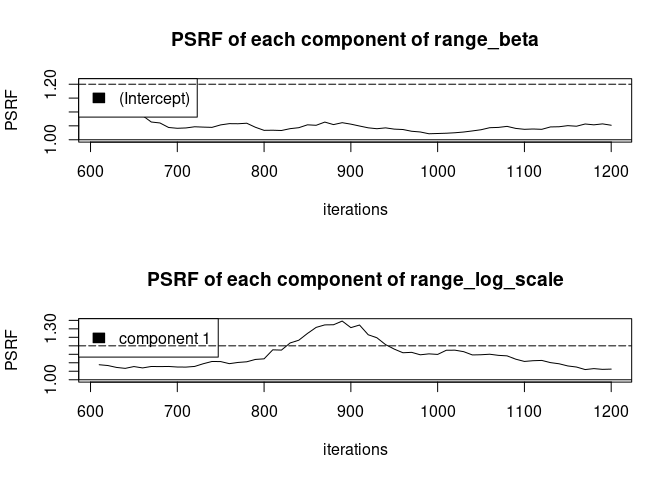 PSRF of each component of range_beta
PSRF
1.20
1.00
(Intercept)
600 700 800 900 1000 1100 1200
iterations
PSRF of each component of range_log_scale
PSRF
1.30
1.00
component 1
600 700 800 900 1000 1100 1200
iterations